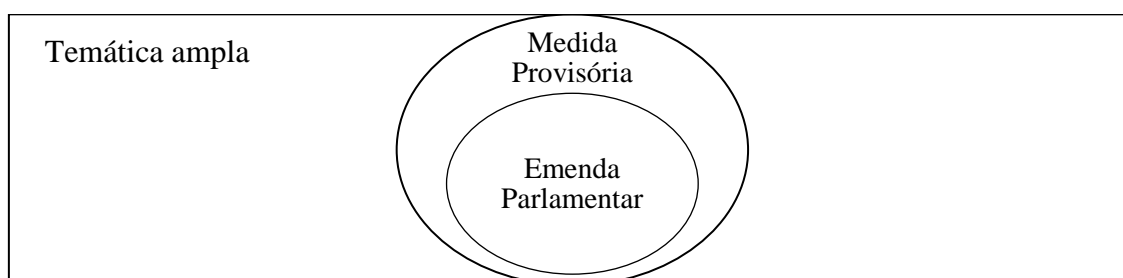 Temática ampla
Medida
Provisória
Emenda
Parlamentar